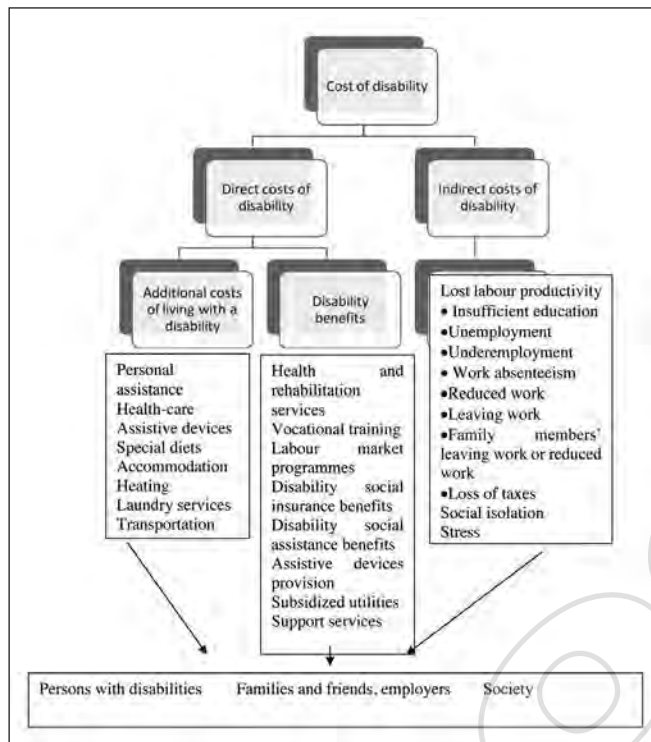 Cost of disability
Direct costs of
disability
Indirect costs of
disability
Additional costs
of living with a
disability
Disability
benefits
Personal
assistance
Health-care
Assistive devices
Special diets
Accommodation
Heating
Laundry services
Transportation
Health and
rehabilitation
services
Vocational training
Labour market
programmes
Disability social
insurance benefits
Disability social
assistance benefits
Assistive devices
provision
Subsidized utilities
Support services
Lost labour productivity
• Insufficient education
•Unemployment
•Underemployment
• Work absenteeism
•Reduced work
•Leaving work
•Family members'
leaving work or reduced
work
•Loss of taxes
Social isolation
Stress
Persons with disabilities Families and friends, employers Society